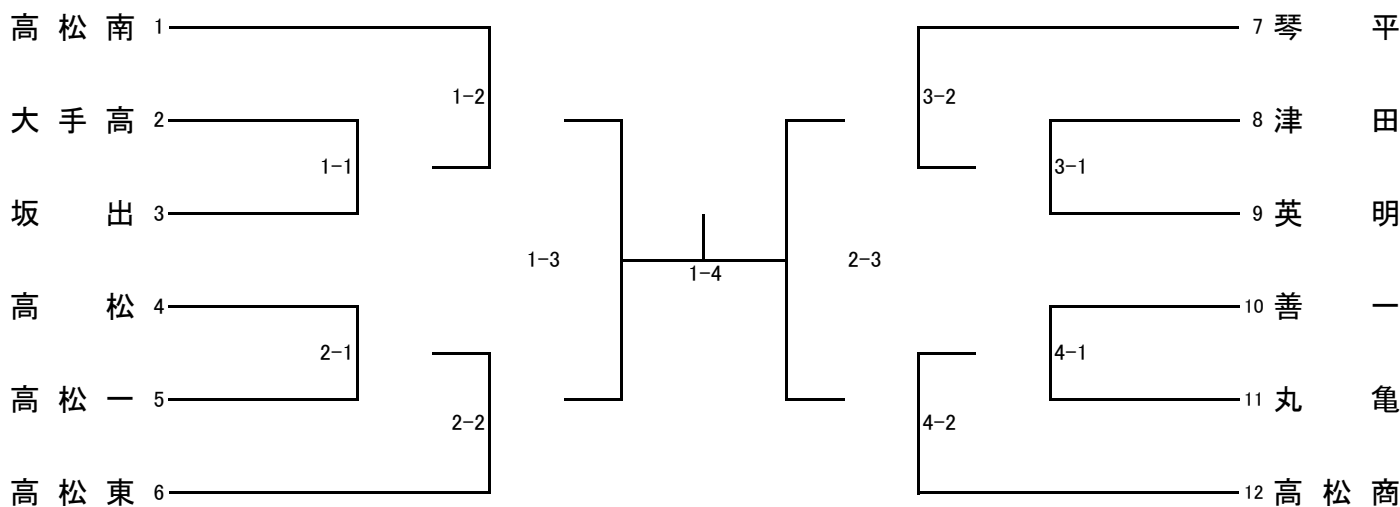 高松南 1
7 琴平
1-2
3-2
大手高 2
8 津田
1-1
3-1
坂出 3
9 英明
1-3
1-4
2-3
高松 4
10 善一
2-1
4-1
高松一 5
11 丸亀
2-2
4-2
高松東 6
12 高松商